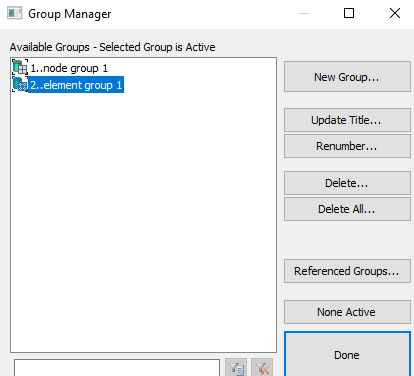 Group Manager
Available Groups - Selected Group is Active
1..node group 1
2..element group 1
New Group...
Update Title...
Renumber...
Delete...
Delete All...
Referenced Groups...
None Active
Done